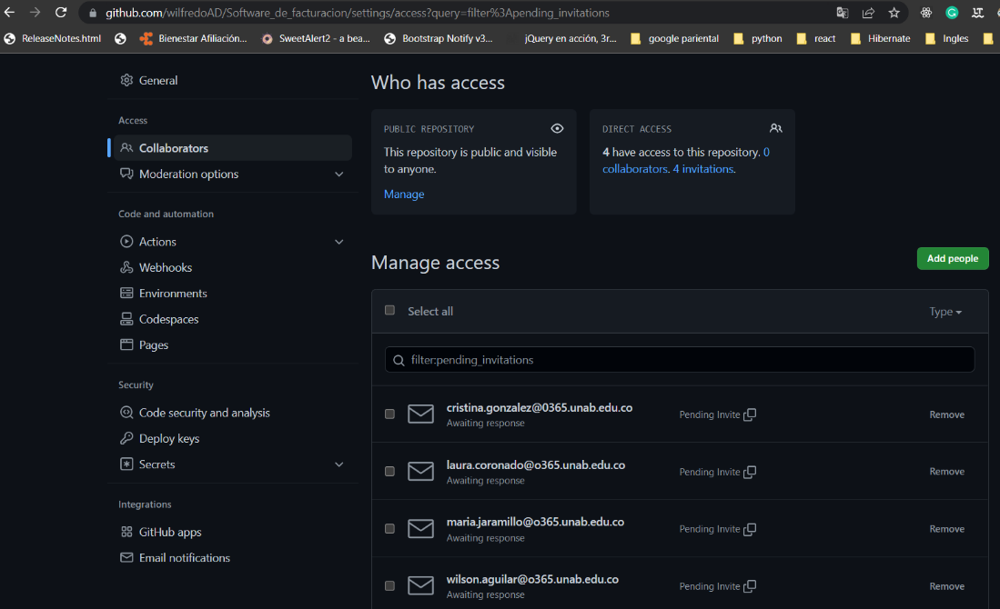 github.com/wilfredoAD/Software_de_facturacion/settings/access?query=filter%3Apending_invitations
ReleaseNotes.html
Bienestar Afiliación...
SweetAlert2 - a bea...
Bootstrap Notify v3...
jQuery en acción, 3r...
google pariental
python
react
Hibernate
Ingles
General
Access
Collaborators
Moderation options
Code and automation
Actions
Webhooks
Environments
Codespaces
Pages
Security
Code security and analysis
Deploy keys
Secrets
Integrations
GitHub apps
Email notifications
Who has access
PUBLIC REPOSITORY
This repository is public and visible
to anyone.
Manage
DIRECT ACCESS
4 have access to this repository. 0
collaborators. 4 invitations.
Manage access
Add people
Select all
Type
filter:pending_invitations
cristina.gonzalez@0365.unab.edu.co
Awaiting response
Pending Invite
Remove
laura.coronado@o365.unab.edu.co
Awaiting response
Pending Invite
Remove
maria.jaramillo@o365.unab.edu.co
Awaiting response
Pending Invite
Remove
wilson.aguilar@o365.unab.edu.co
Awaiting response
Pending Invite
Remove